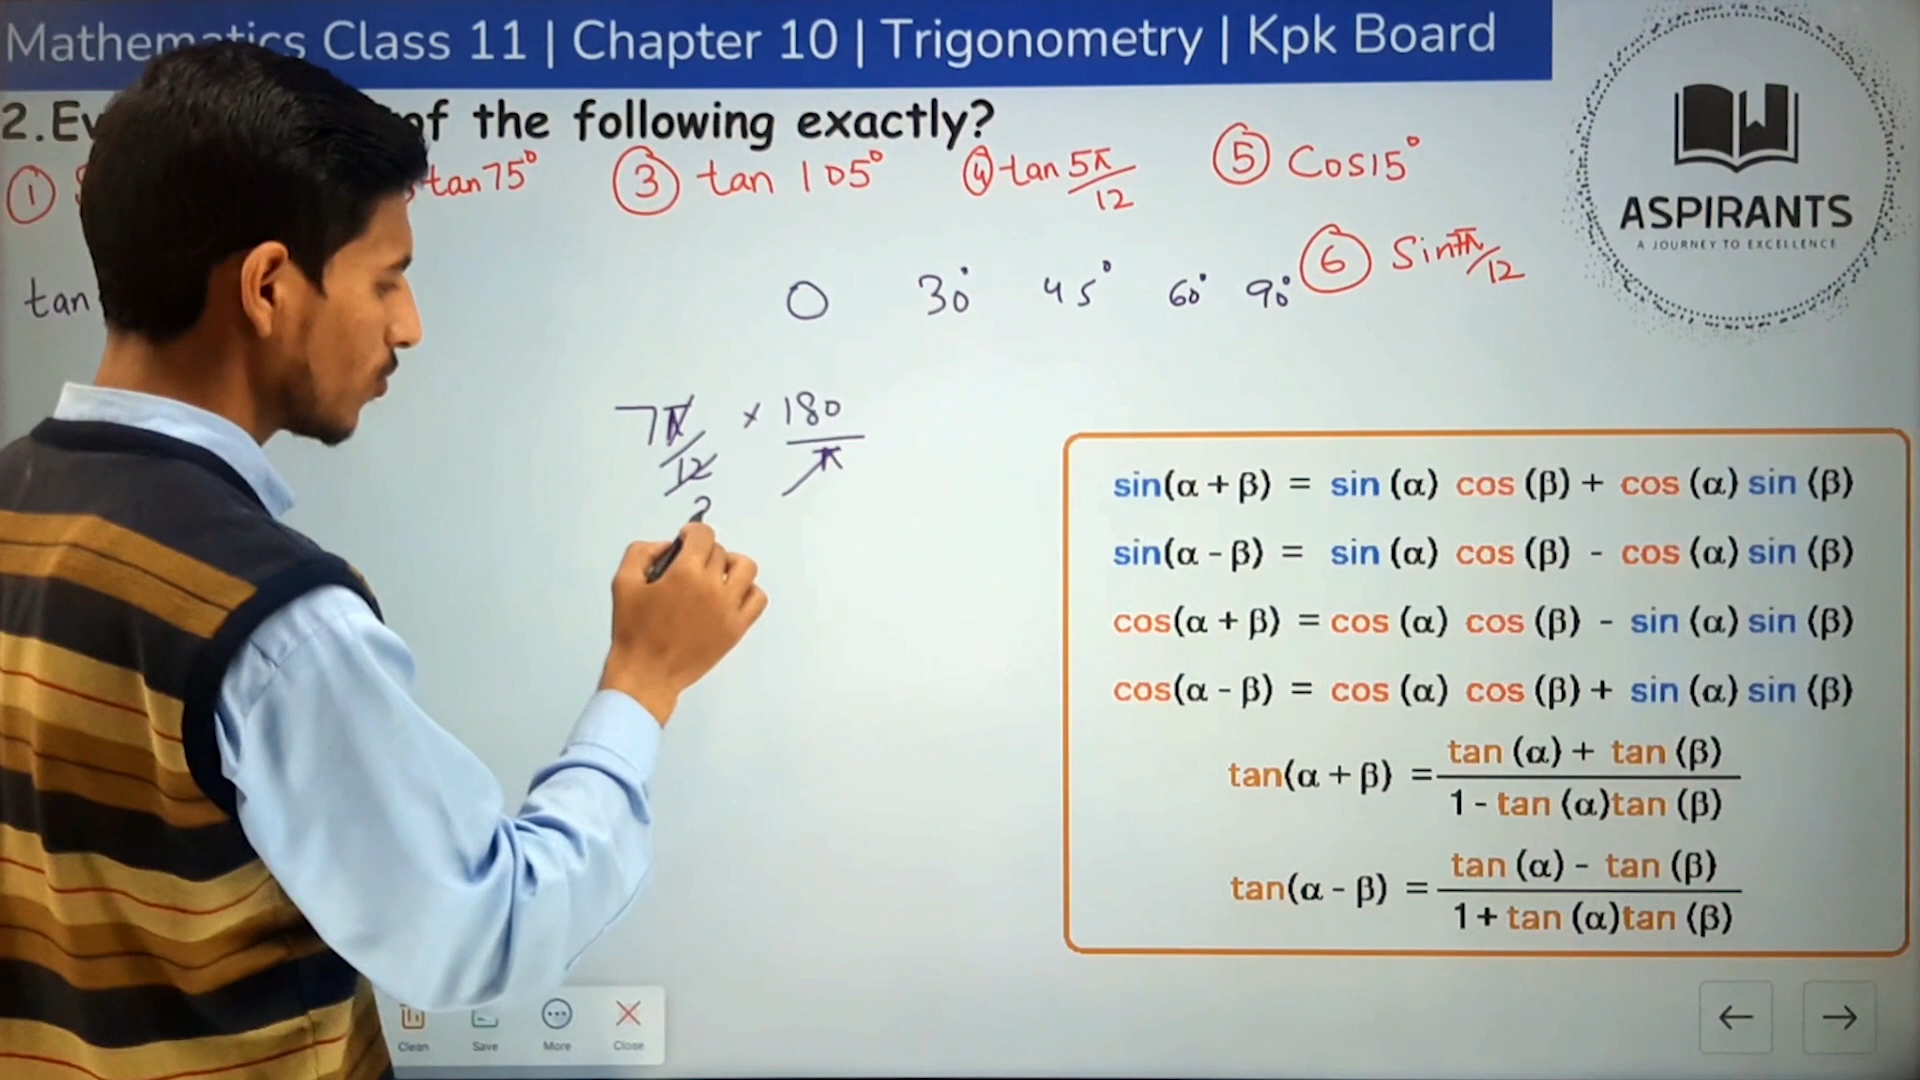 Mathematics Class 11 | Chapter 10 | Trigonometry | Kpk Board
2. of the following exactly?
① tan 75° ③ tan 105° ④ tan 5π/12 ⑤ Cos15°
⑥ Sin π/12
tan 0 30° 45° 60° 90°
7π/12 × 180/π
sin(α + β) = sin (α) cos (β) + cos (α) sin (β)
sin(α - β) = sin (α) cos (β) - cos (α) sin (β)
cos(α + β) = cos (α) cos (β) - sin (α) sin (β)
cos(α - β) = cos (α) cos (β) + sin (α) sin (β)
tan(α + β) = tan (α) + tan (β)
1 - tan (α)tan (β)
tan(α - β) = tan (α) - tan (β)
1 + tan (α)tan (β)
ASPIRANTS
A JOURNEY TO EXCELLENCE
Clean Save More Close